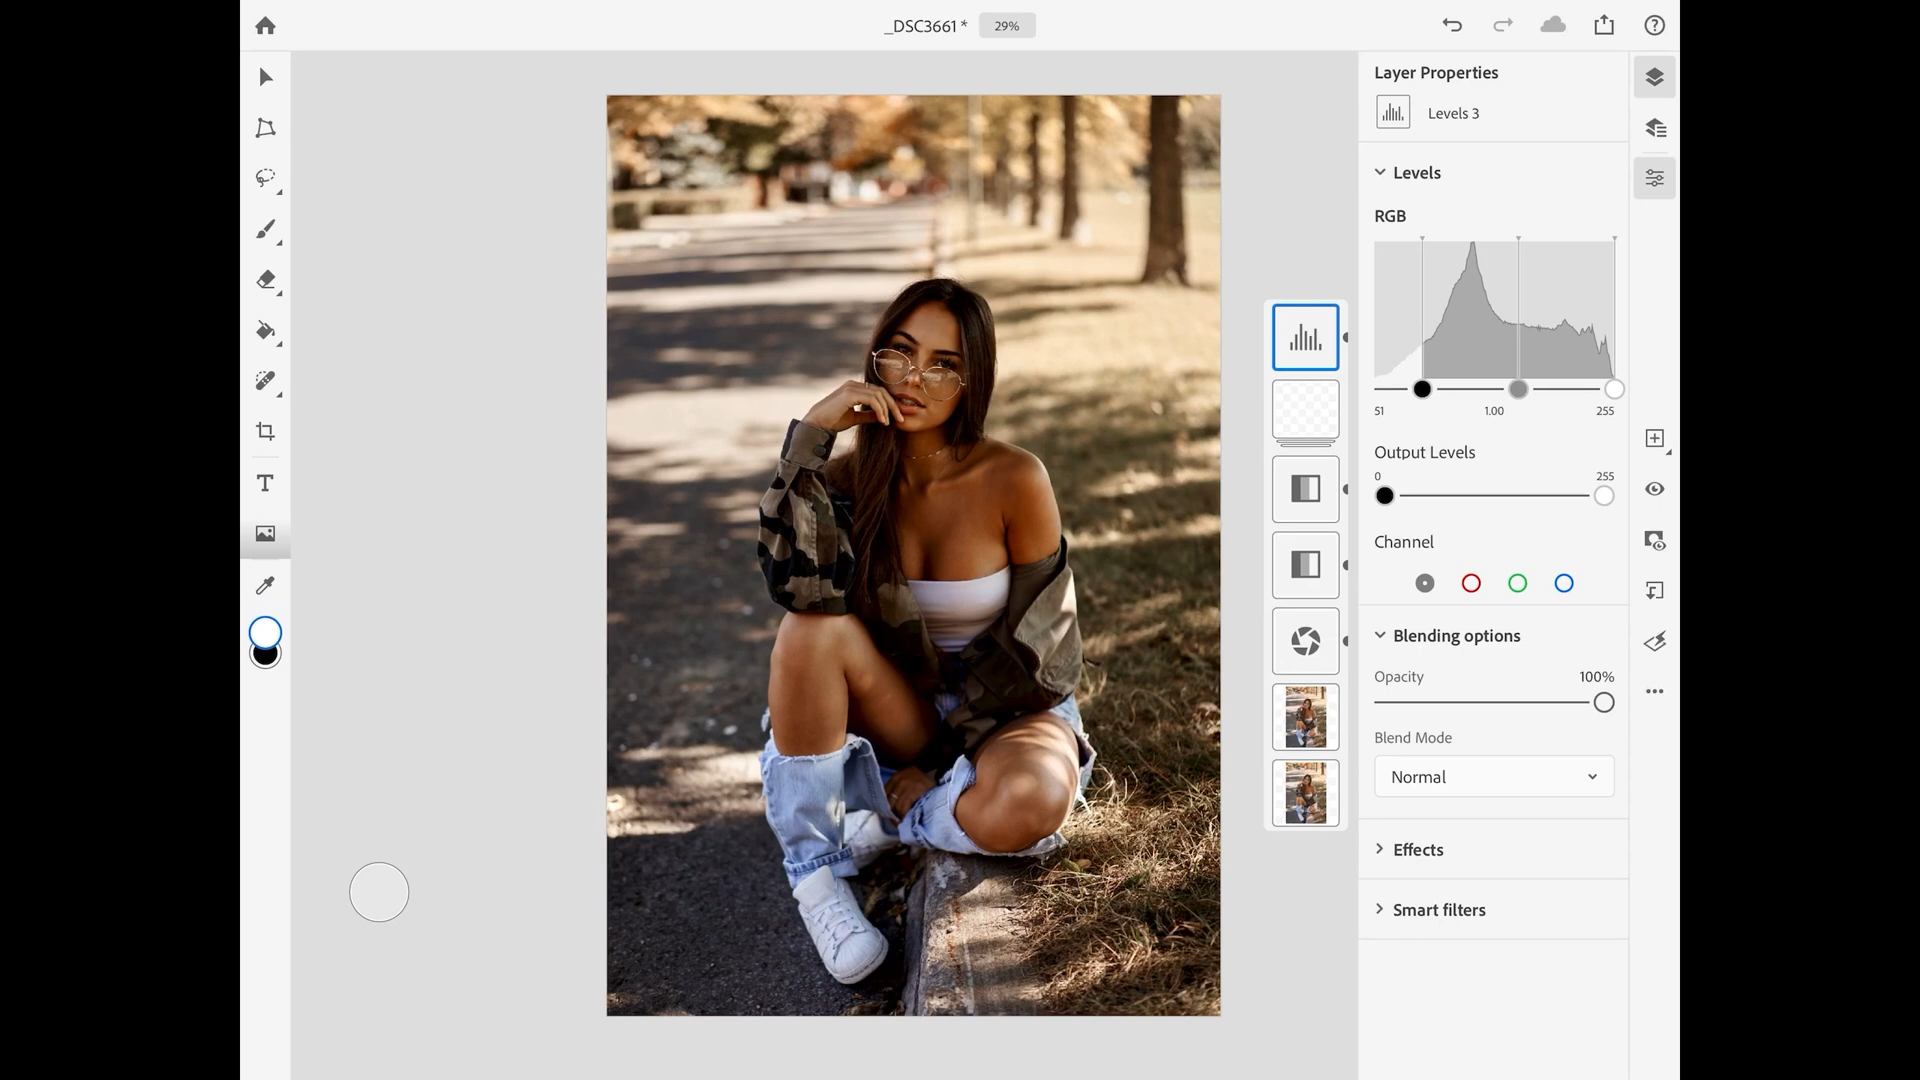 _DSC3661 * 29%
T
Layer Properties
Levels 3
Levels
RGB
51 1.00 255
Output Levels
0 255
Channel
Blending options
Opacity 100%
Blend Mode
Normal
Effects
Smart filters